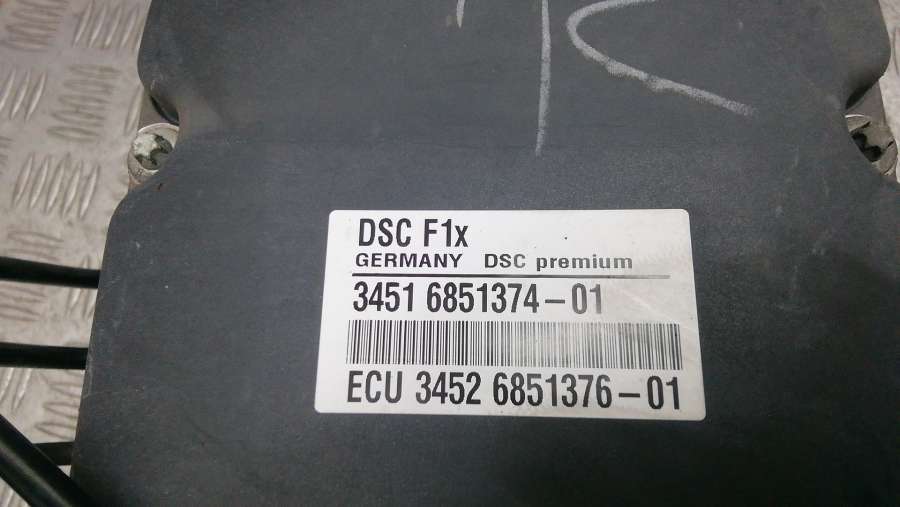 DSC F1x
GERMANY DSC premium
3451 6851374-01
ECU 3452 6851376-01